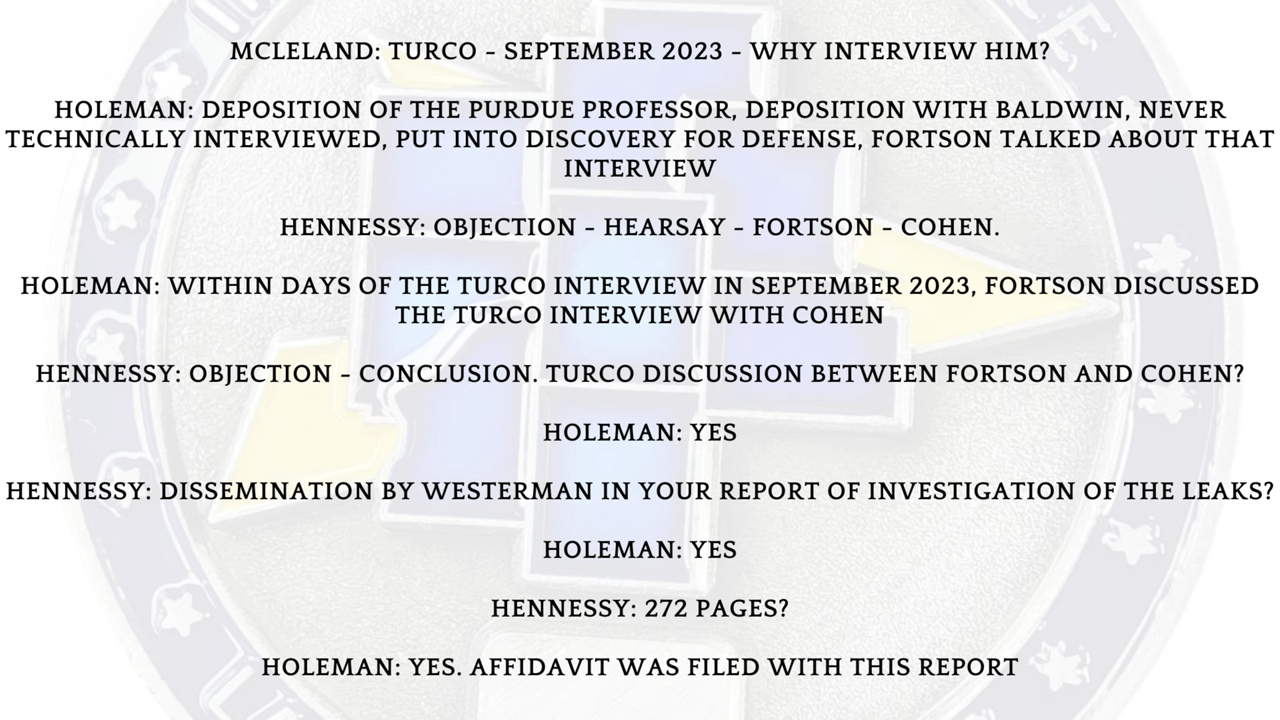 MCLELAND: TURCO - SEPTEMBER 2023 - WHY INTERVIEW HIM?
HOLEMAN: DEPOSITION OF THE PURDUE PROFESSOR, DEPOSITION WITH BALDWIN, NEVER
TECHNICALLY INTERVIEWED, PUT INTO DISCOVERY FOR DEFENSE, FORTSON TALKED ABOUT THAT
INTERVIEW
HENNESSY: OBJECTION - HEARSAY - FORTSON - COHEN.
HOLEMAN: WITHIN DAYS OF THE TURCO INTERVIEW IN SEPTEMBER 2023, FORTSON DISCUSSED
THE TURCO INTERVIEW WITH COHEN
HENNESSY: OBJECTION - CONCLUSION. TURCO DISCUSSION BETWEEN FORTSON AND COHEN?
HOLEMAN: YES
HENNESSY: DISSEMINATION BY WESTERMAN IN YOUR REPORT OF INVESTIGATION OF THE LEAKS?
HOLEMAN: YES
HENNESSY: 272 PAGES?
HOLEMAN: YES. AFFIDAVIT WAS FILED WITH THIS REPORT